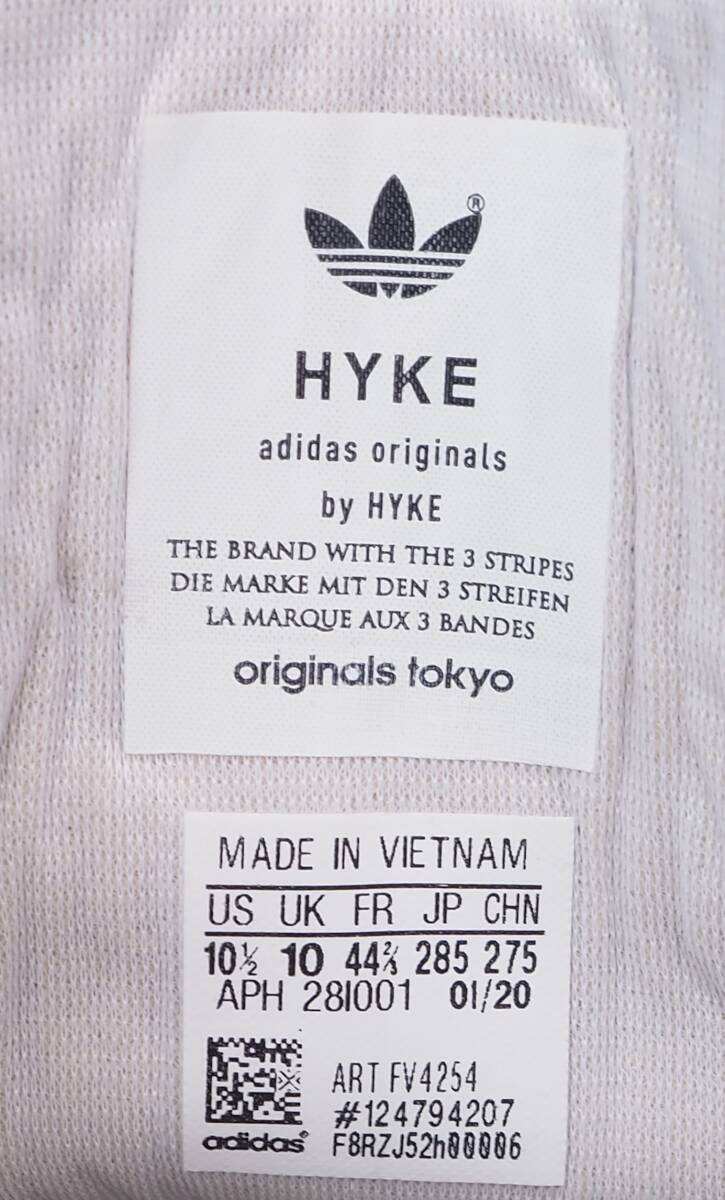 ®
HYKE
adidas originals
by HYKE
THE BRAND WITH THE 3 STRIPES
DIE MARKE MIT DEN 3 STREIFEN
LA MARQUE AUX 3 BANDES
originals tokyo
MADE IN VIETNAM
US UK FR JP CHN
10½ 10 44⅔ 285 275
APH 281001 01/20
ART FV4254
#124794207
adidas® F8RZJ52h00006